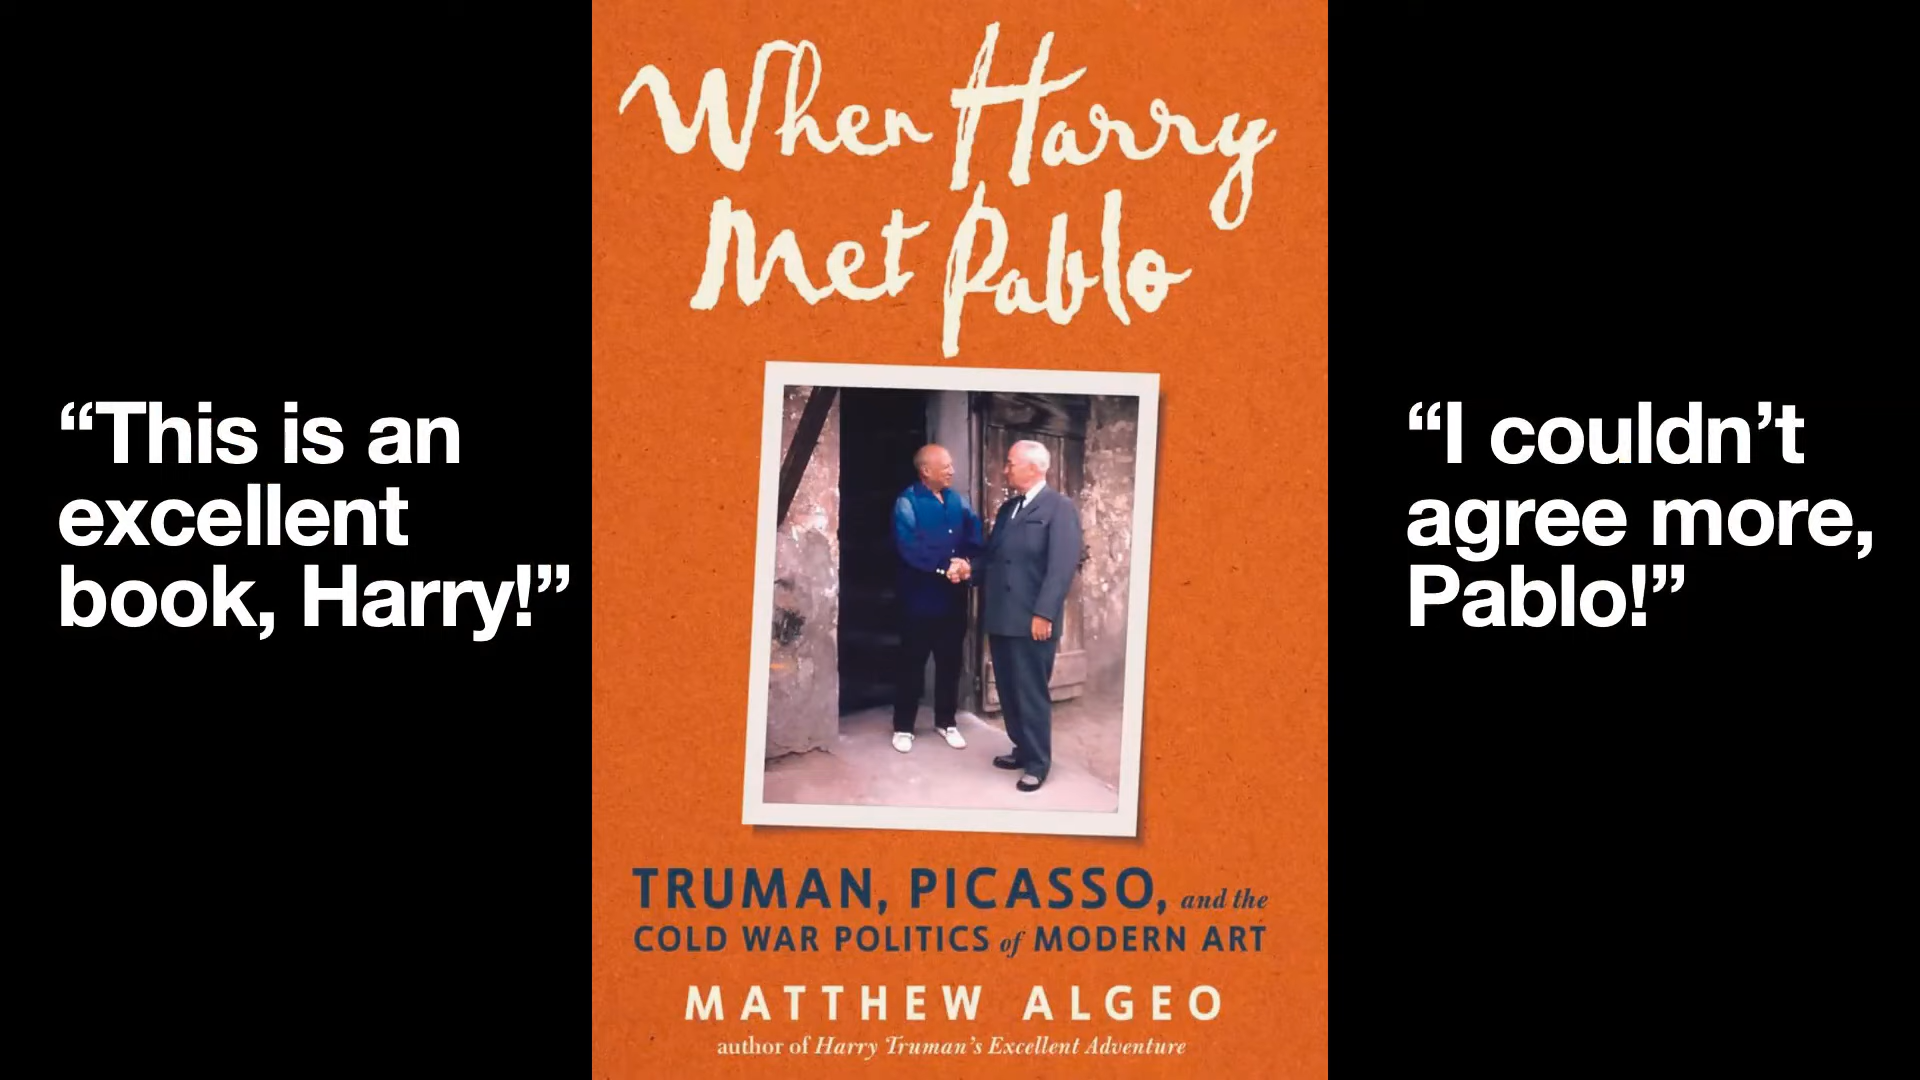 “This is an
excellent
book, Harry!”
When Harry
Met Pablo
TRUMAN, PICASSO, and the
COLD WAR POLITICS of MODERN ART
MATTHEW ALGEO
author of Harry Truman’s Excellent Adventure
“I couldn’t
agree more,
Pablo!”